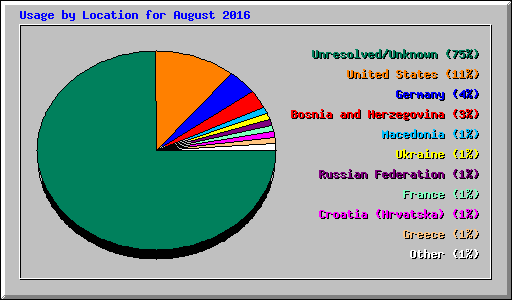 Usage by Location for August 2016
Unresolved/Unknown (75%)
United States (11%)
Germany (4%)
Bosnia and Herzegovina (3%)
Macedonia (1%)
Ukraine (1%)
Russian Federation (1%)
France (1%)
Croatia (Hrvatska) (1%)
Greece (1%)
Other (1%)